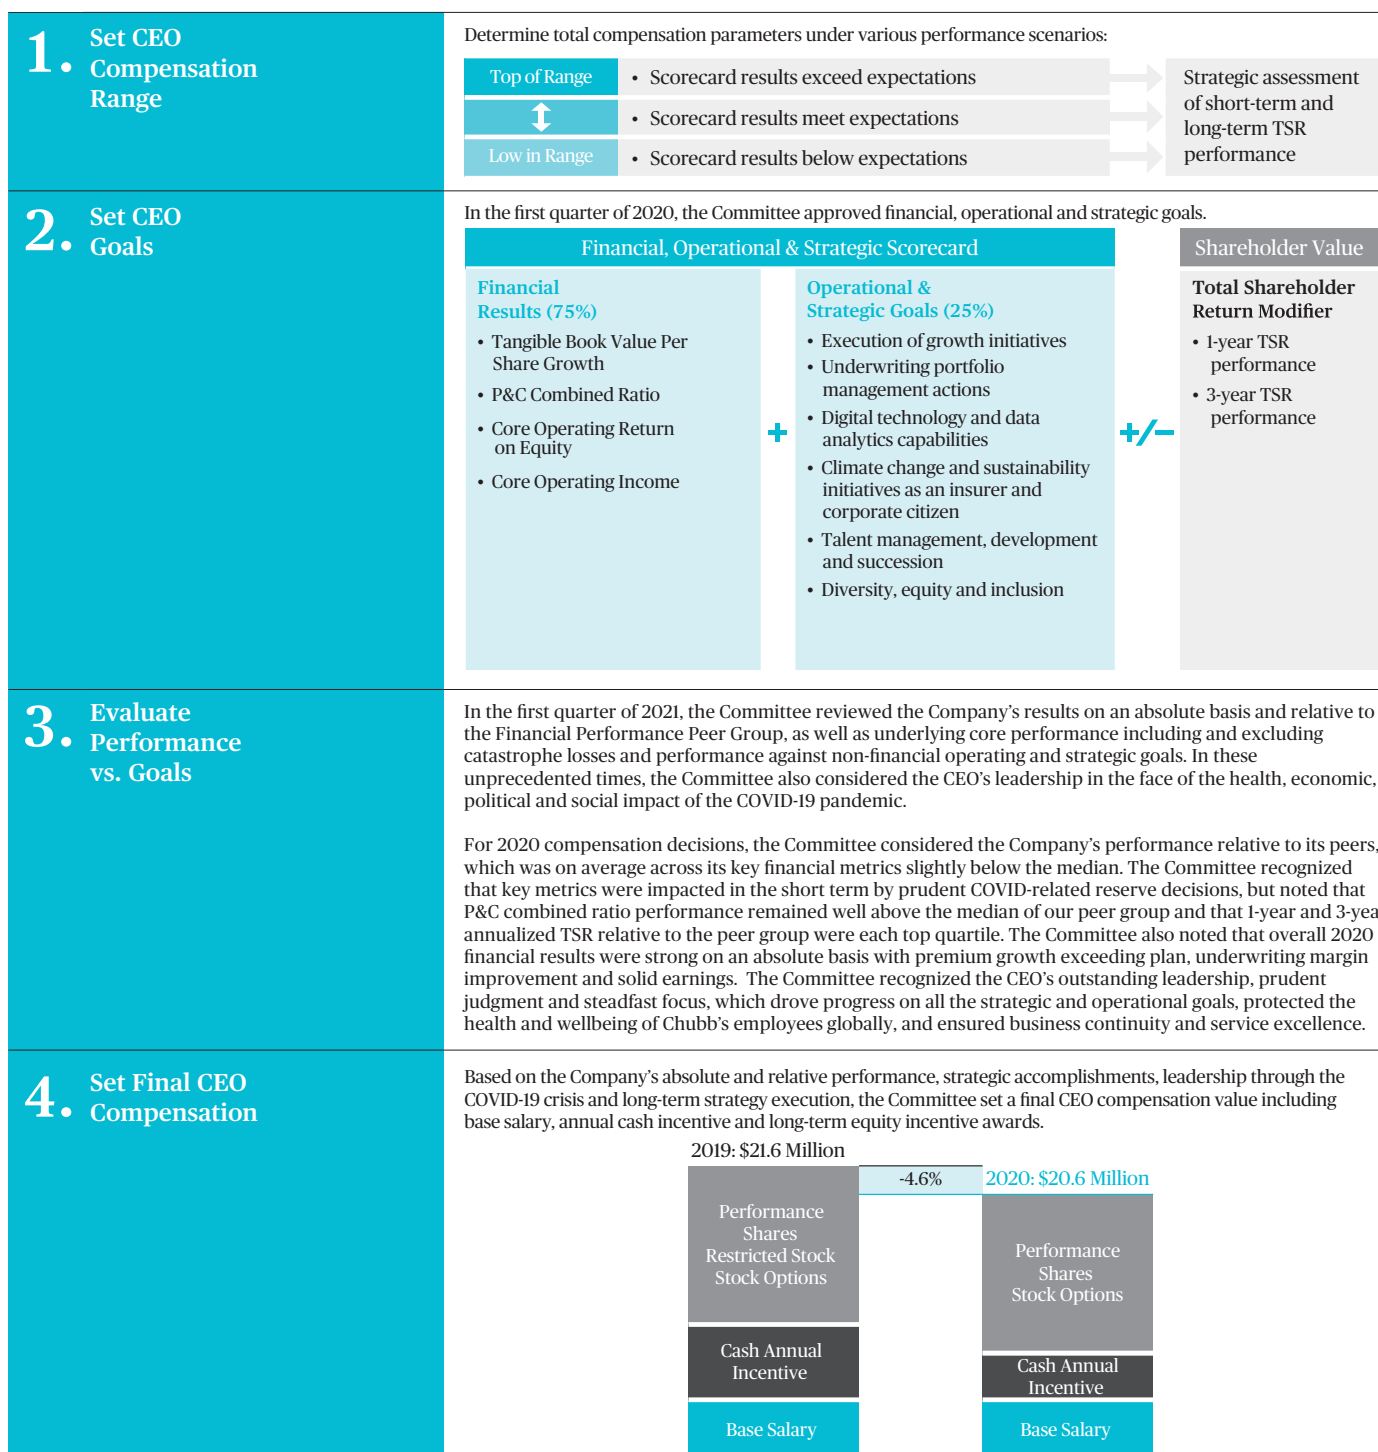 1.
Set CEO
Compensation
Range
Determine total compensation parameters under various performance scenarios:
Top of Range
• Scorecard results exceed expectations
• Scorecard results meet expectations
Low in Range
• Scorecard results below expectations
Strategic assessment
of short-term and
long-term TSR
performance
2.
Set CEO
Goals
In the first quarter of 2020, the Committee approved financial, operational and strategic goals.
Financial, Operational & Strategic Scorecard
Financial
Results (75%)
• Tangible Book Value Per
Share Growth
• P&C Combined Ratio
• Core Operating Return
on Equity
• Core Operating Income
+
Operational &
Strategic Goals (25%)
• Execution of growth initiatives
• Underwriting portfolio
management actions
• Digital technology and data
analytics capabilities
• Climate change and sustainability
initiatives as an insurer and
corporate citizen
• Talent management, development
and succession
• Diversity, equity and inclusion
+/−
Shareholder Value
Total Shareholder
Return Modifier
• 1-year TSR
performance
• 3-year TSR
performance
3.
Evaluate
Performance
vs. Goals
In the first quarter of 2021, the Committee reviewed the Company's results on an absolute basis and relative to
the Financial Performance Peer Group, as well as underlying core performance including and excluding
catastrophe losses and performance against non-financial operating and strategic goals. In these
unprecedented times, the Committee also considered the CEO's leadership in the face of the health, economic,
political and social impact of the COVID-19 pandemic.
For 2020 compensation decisions, the Committee considered the Company's performance relative to its peers,
which was on average across its key financial metrics slightly below the median. The Committee recognized
that key metrics were impacted in the short term by prudent COVID-related reserve decisions, but noted that
P&C combined ratio performance remained well above the median of our peer group and that 1-year and 3-yea
annualized TSR relative to the peer group were each top quartile. The Committee also noted that overall 2020
financial results were strong on an absolute basis with premium growth exceeding plan, underwriting margin
improvement and solid earnings. The Committee recognized the CEO's outstanding leadership, prudent
judgment and steadfast focus, which drove progress on all the strategic and operational goals, protected the
health and wellbeing of Chubb's employees globally, and ensured business continuity and service excellence.
4.
Set Final CEO
Compensation
Based on the Company's absolute and relative performance, strategic accomplishments, leadership through the
COVID-19 crisis and long-term strategy execution, the Committee set a final CEO compensation value including
base salary, annual cash incentive and long-term equity incentive awards.
2019: $21.6 Million
Performance
Shares
Restricted Stock
Stock Options
Cash Annual
Incentive
Base Salary
-4.6%
2020: $20.6 Million
Performance
Shares
Stock Options
Cash Annual
Incentive
Base Salary